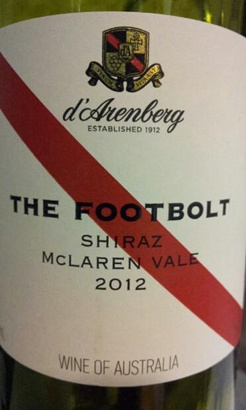 d'Arenberg
ESTABLISHED 1912
THE FOOTBOLT
SHIRAZ
McLAREN VALE
2012
WINE OF AUSTRALIA